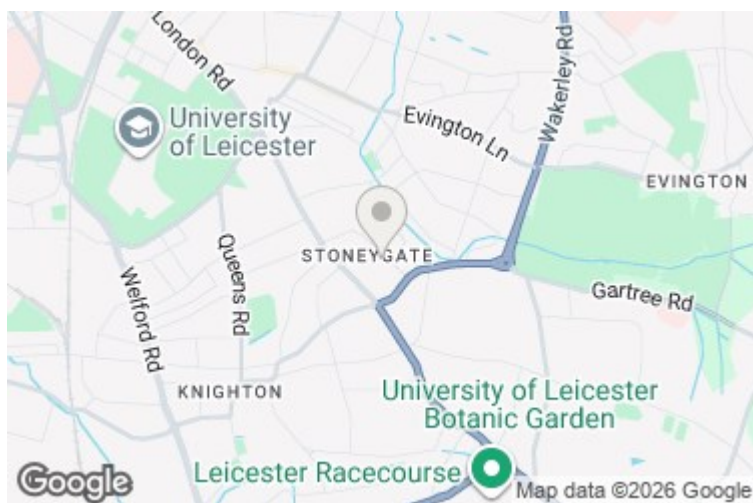 London Rd
University
of Leicester
Evington Ln
Wakerley Rd
EVINGTON
STONEYGATE
Queens Rd
Welford Rd
Gartree Rd
KNIGHTON
University of Leicester
Botanic Garden
Leicester Racecourse
Google
Map data ©2026 Google